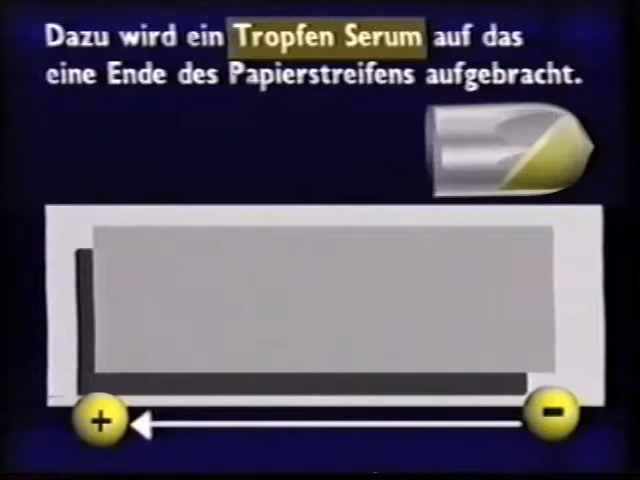 Dazu wird ein Tropfen Serum auf das
eine Ende des Papierstreifens aufgebracht.
+ -